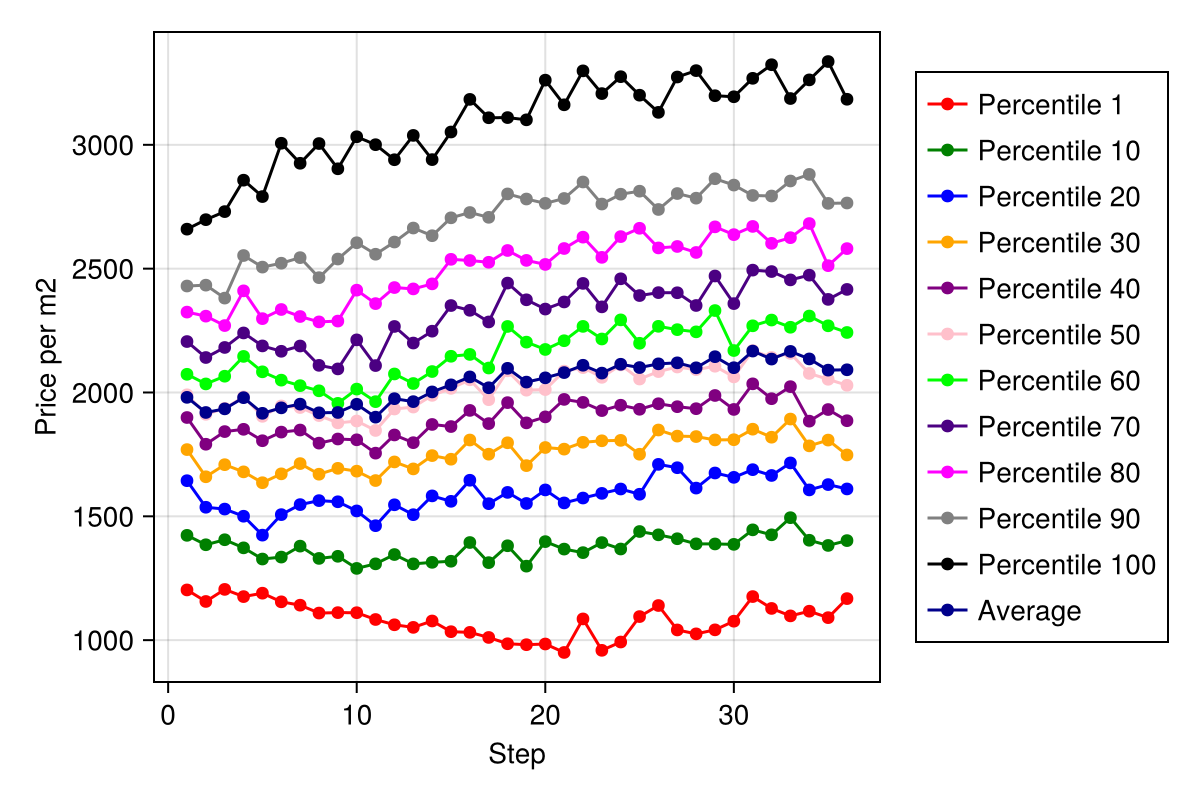 3000
2500
2000
1500
1000
Price per m2
0
10
20
30
Step
Percentile 1
Percentile 10
Percentile 20
Percentile 30
Percentile 40
Percentile 50
Percentile 60
Percentile 70
Percentile 80
Percentile 90
Percentile 100
Average